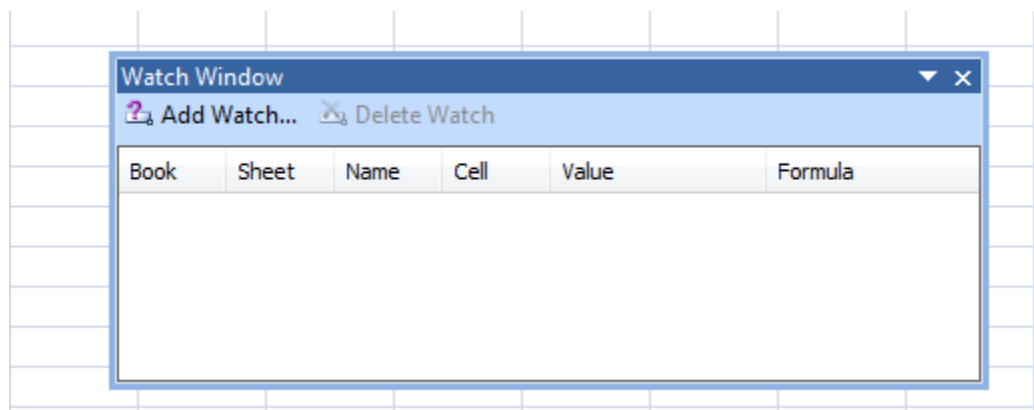 Watch Window
Add Watch... Delete Watch
Book Sheet Name Cell Value Formula